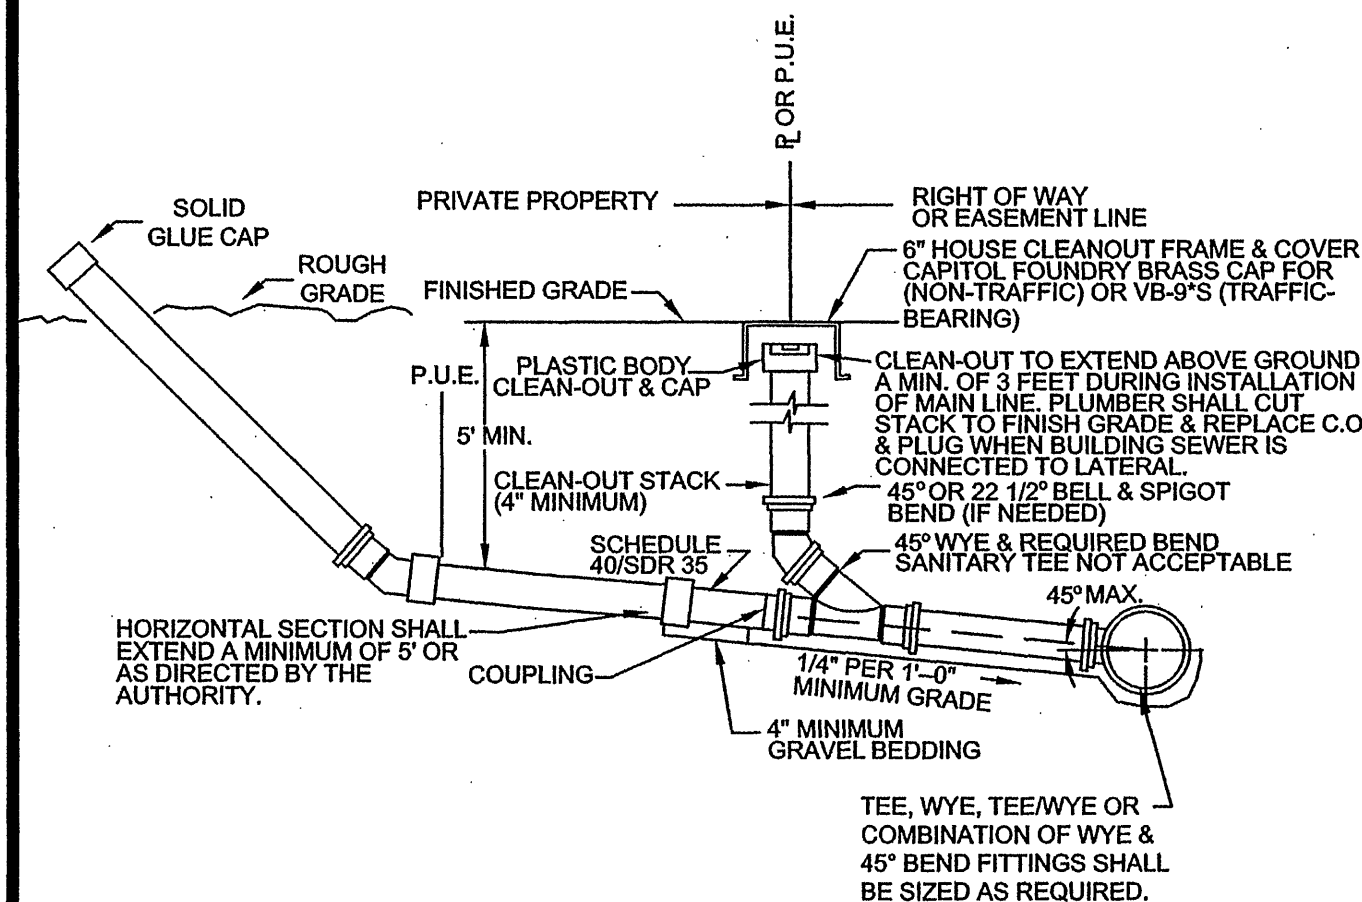 ℄ OR P.U.E.
PRIVATE PROPERTY
RIGHT OF WAY
OR EASEMENT LINE
SOLID
GLUE CAP
ROUGH
GRADE
FINISHED GRADE
6" HOUSE CLEANOUT FRAME & COVER
CAPITOL FOUNDRY BRASS CAP FOR
(NON-TRAFFIC) OR VB-9*S (TRAFFIC-
BEARING)
P.U.E.
5' MIN.
PLASTIC BODY
CLEAN-OUT & CAP
CLEAN-OUT TO EXTEND ABOVE GROUND
A MIN. OF 3 FEET DURING INSTALLATION
OF MAIN LINE. PLUMBER SHALL CUT
STACK TO FINISH GRADE & REPLACE C.O
& PLUG WHEN BUILDING SEWER IS
CONNECTED TO LATERAL.
CLEAN-OUT STACK
(4" MINIMUM)
45° OR 22 1/2° BELL & SPIGOT
BEND (IF NEEDED)
SCHEDULE
40/SDR 35
45° WYE & REQUIRED BEND
SANITARY TEE NOT ACCEPTABLE
45° MAX.
HORIZONTAL SECTION SHALL
EXTEND A MINIMUM OF 5' OR
AS DIRECTED BY THE
AUTHORITY.
COUPLING
1/4" PER 1'-0"
MINIMUM GRADE
4" MINIMUM
GRAVEL BEDDING
TEE, WYE, TEE/WYE OR
COMBINATION OF WYE &
45° BEND FITTINGS SHALL
BE SIZED AS REQUIRED.